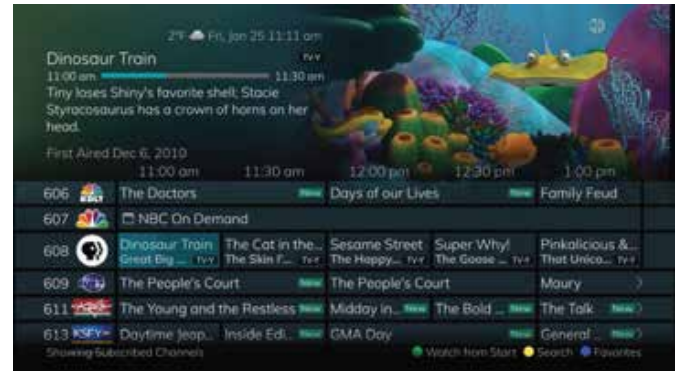 2°F Fri, Jan 25 11:11 am
Dinosaur Train TV-Y
11:00 am 11:30 am
Tiny loses Shiny's favorite shell; Stacie
Styracosaurus has a crown of horns on her
head.
First Aired Dec 6, 2010
11:00 am 11:30 am 12:00 pm 12:30 pm 1:00 pm
606 The Doctors New Days of our Lives New Family Feud
607 NBC On Demand
608 Dinosaur Train The Cat in the... Sesame Street Super Why! Pinkalicious &...
Great Big ... TV-Y The Skin I'... TV-Y The Happy... TV-Y The Goose ... TV-Y That Unico... TV-Y
609 The People's Court The People's Court Maury
611 The Young and the Restless New Midday in... New The Bold ... New The Talk New
613 KSFY Daytime Jeop... Inside Edi... New GMA Day New General ... New
Showing Subscribed Channels Watch from Start Search Favorites